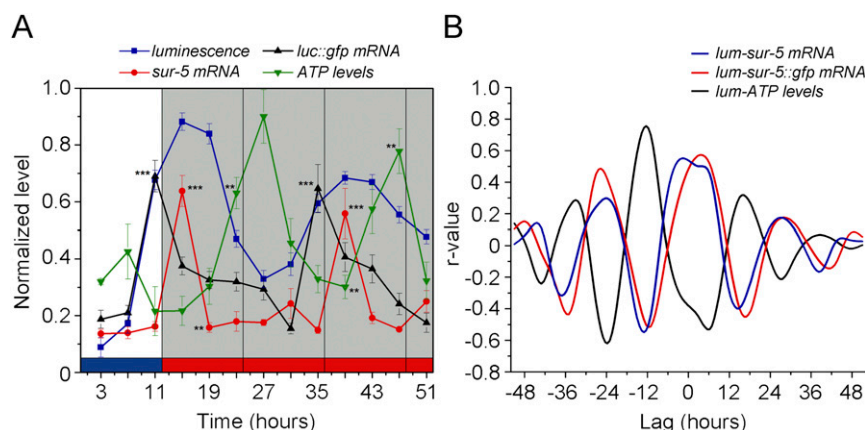 A
luminescence
luc::gfp mRNA
sur-5 mRNA
ATP levels
1.0
0.8
0.6
0.4
0.2
0
Normalized level
***
***
**
**
***
***
**
**
3 11 19 27 35 43 51
Time (hours)
B
lum-sur-5 mRNA
lum-sur-5::gfp mRNA
lum-ATP levels
1.0
0.8
0.6
0.4
0.2
0
-0.2
-0.4
-0.6
-0.8
r-value
-48 -36 -24 -12 0 12 24 36 48
Lag (hours)